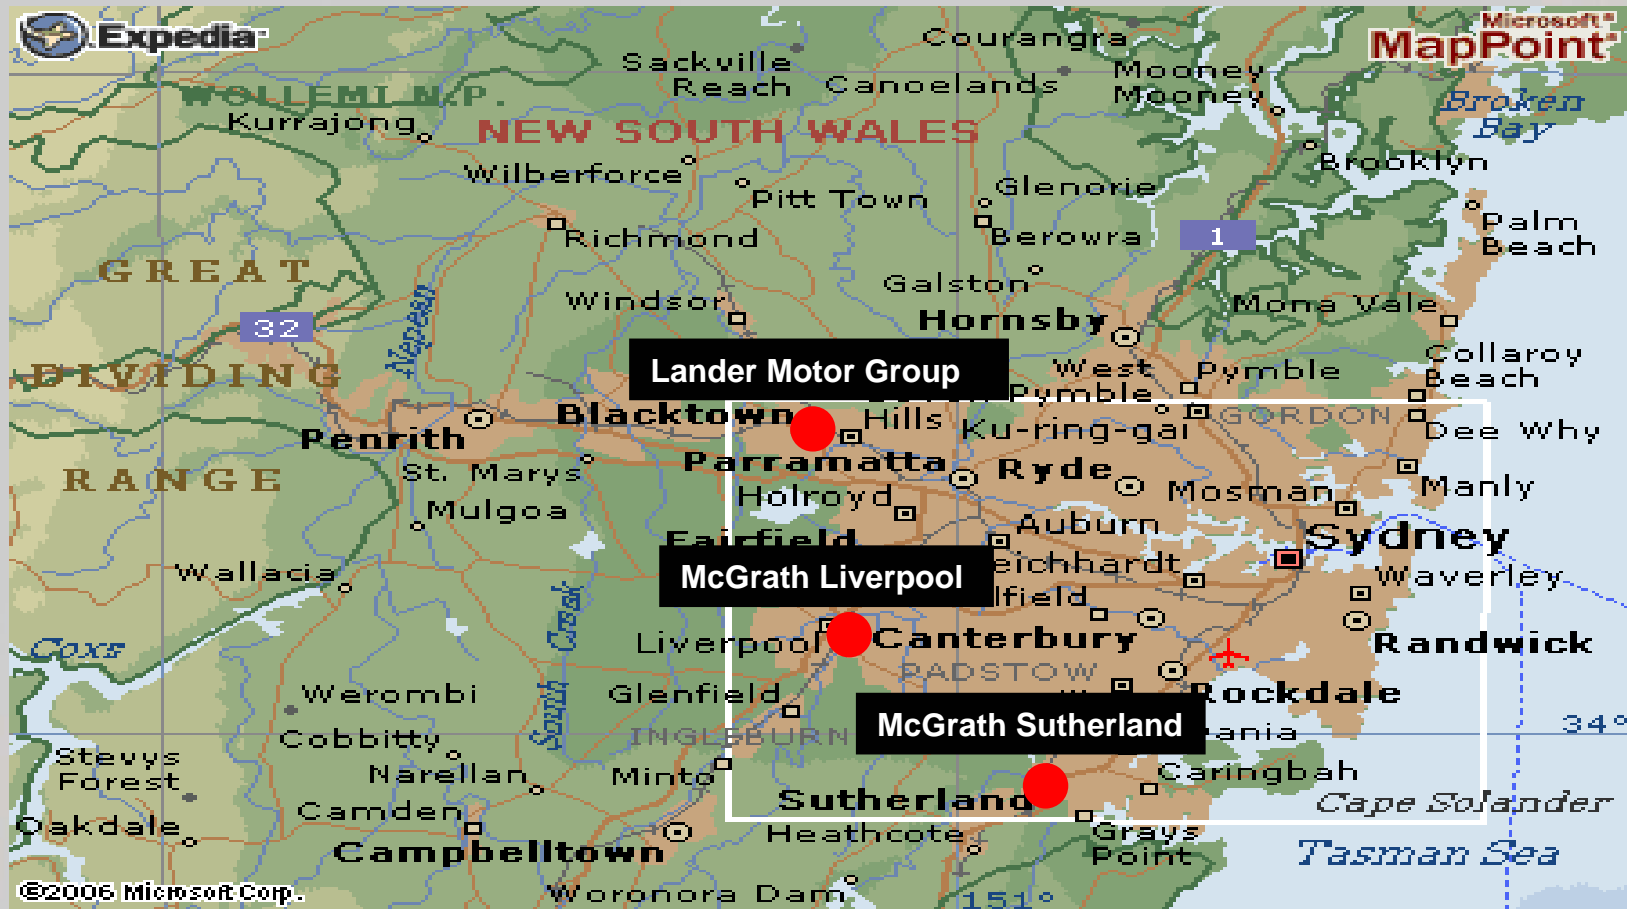 Expedia
Microsoft®
MapPoint®
Courangra
Sackville
Reach
Canoelands
Mooney
Mooney
WOLLEMI N.P.
Broken
Bay
Kurrajong
NEW SOUTH WALES
Brooklyn
Wilberforce
Pitt Town
Glenorie
Palm
Beach
Richmond
Berowra
1
GREAT
Galston
Nepean
Windsor
Mona Vale
32
Hornsby
Lander Motor Group
Collaroy
Beach
West
Pymble
Pymble
DIVIDING
Blacktown
Hills
GORDON
Ku-ring-gai
Dee Why
Penrith
Parramatta
Ryde
St. Marys
RANGE
Holroyd
Mosman
Manly
Mulgoa
Auburn
Sydney
Fairfield
McGrath Liverpool
eichhardt
Waverley
Wallacia
lfield
South Creek
Coxs
Liverpool
Canterbury
Randwick
PADSTOW
Werombi
Glenfield
Rockdale
McGrath Sutherland
34°
INGLEBURN
ania
Cobbitty
Stevys
Forest
Narellan
Minto
Caringbah
Sutherland
Cape Solander
Camden
Oakdale
Heathcote
Grays
Point
Campbelltown
Tasman Sea
©2006 Microsoft Corp.
Woronora Dam
151°